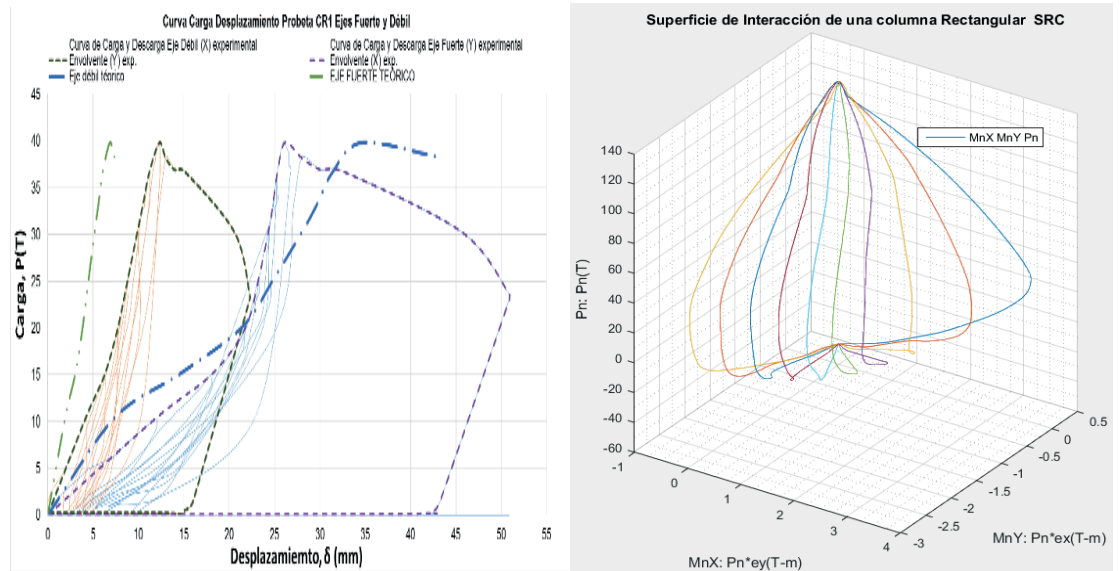 Curva Carga Desplazamiento Probeta CR1 Ejes Fuerte y Débil
Curva de Carga y Descarga Eje Débil (X) experimental
Curva de Carga y Descarga Eje Fuerte (Y) experimental
Envolvente (Y) exp.
Envolvente (X) exp.
Eje débil teórico
EJE FUERTE TEÓRICO
Carga, P(T)
45
40
35
30
25
20
15
10
5
0
0 5 10 15 20 25 30 35 40 45 50 55
Desplazamiemto, δ (mm)
Superficie de Interacción de una columna Rectangular SRC
MnX MnY Pn
Pn: Pn(T)
140
120
100
80
60
40
20
0
-20
-40
-60
-1
0
1
2
3
4
MnX: Pn*ey(T-m)
0.5
0
-0.5
-1
-1.5
-2
-2.5
-3
MnY: Pn*ex(T-m)